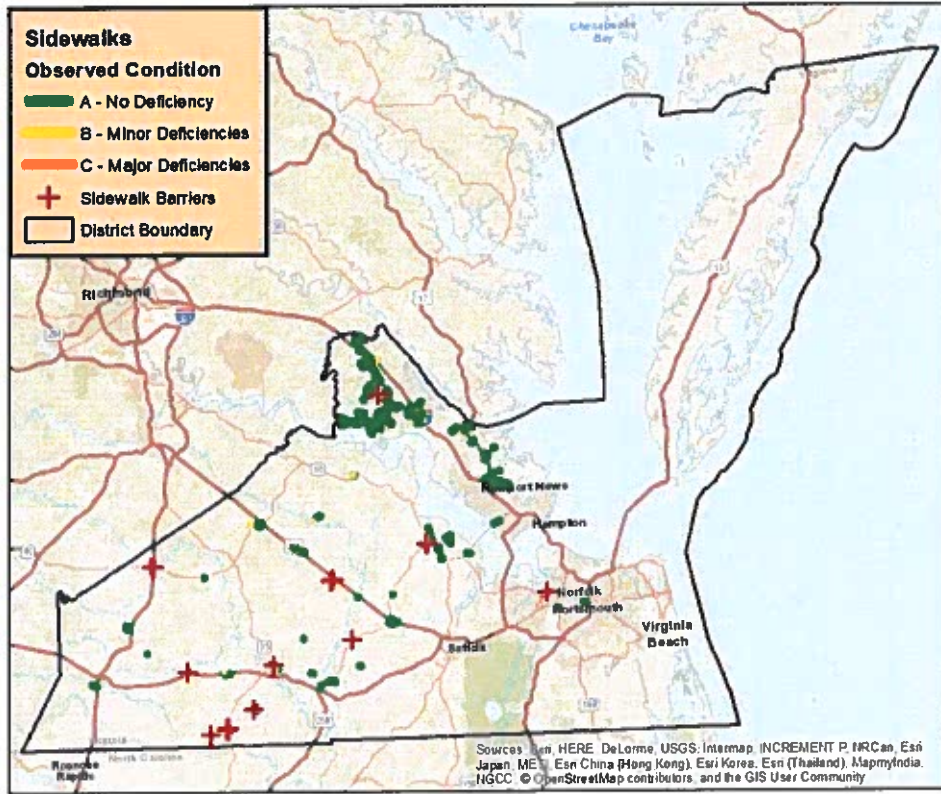 Sidewalks
Observed Condition
A - No Deficiency
B - Minor Deficiencies
C - Major Deficiencies
Sidewalk Barriers
District Boundary
Chesapeake
Bay
Richmond
Newport News
Hampton
Norfolk
Portsmouth
Virginia
Beach
Suffolk
Virginia
North Carolina
Roanoke
Rapids
Sources: Esri, HERE, DeLorme, USGS, Intermap, INCREMENT P, NRCan, Esri
Japan, METI, Esri China (Hong Kong), Esri Korea, Esri (Thailand), MapmyIndia,
NGCC, © OpenStreetMap contributors, and the GIS User Community